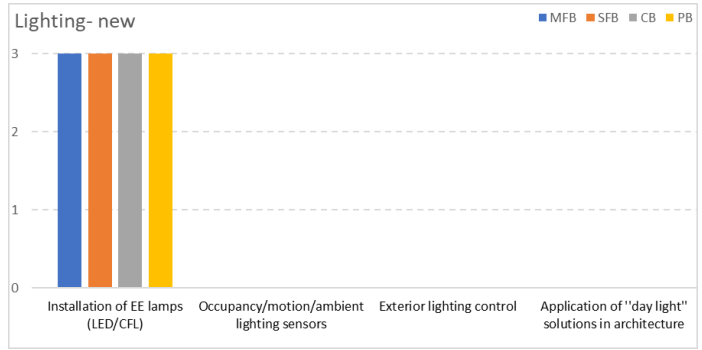 Lighting- new
MFB SFB CB PB
3
2
1
0
Installation of EE lamps
(LED/CFL)
Occupancy/motion/ambient
lighting sensors
Exterior lighting control
Application of "day light"
solutions in architecture